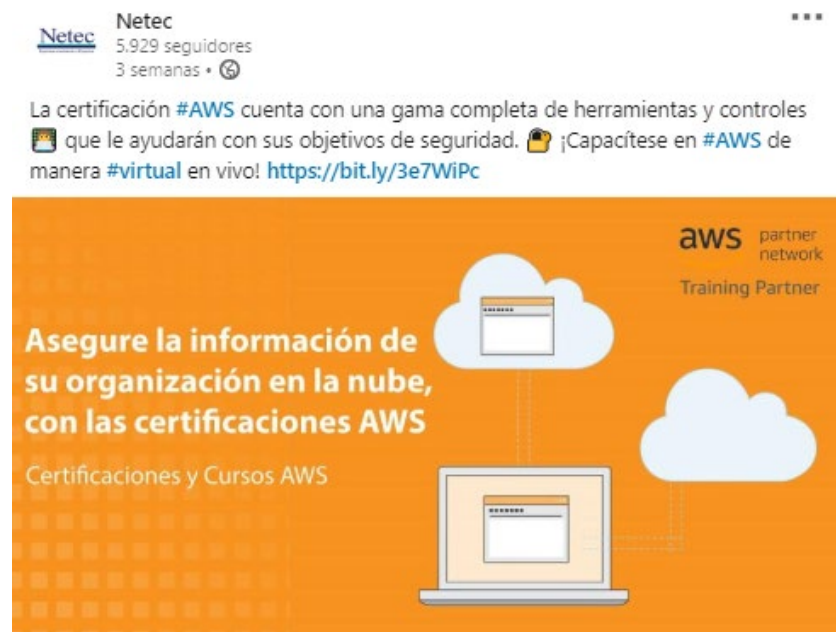 Netec
Netec
5.929 seguidores
3 semanas •
La certificación #AWS cuenta con una gama completa de herramientas y controles
que le ayudarán con sus objetivos de seguridad. ¡Capacítese en #AWS de
manera #virtual en vivo! https://bit.ly/3e7WiPc
aws partner
network
Training Partner
Asegure la información de
su organización en la nube,
con las certificaciones AWS
Certificaciones y Cursos AWS